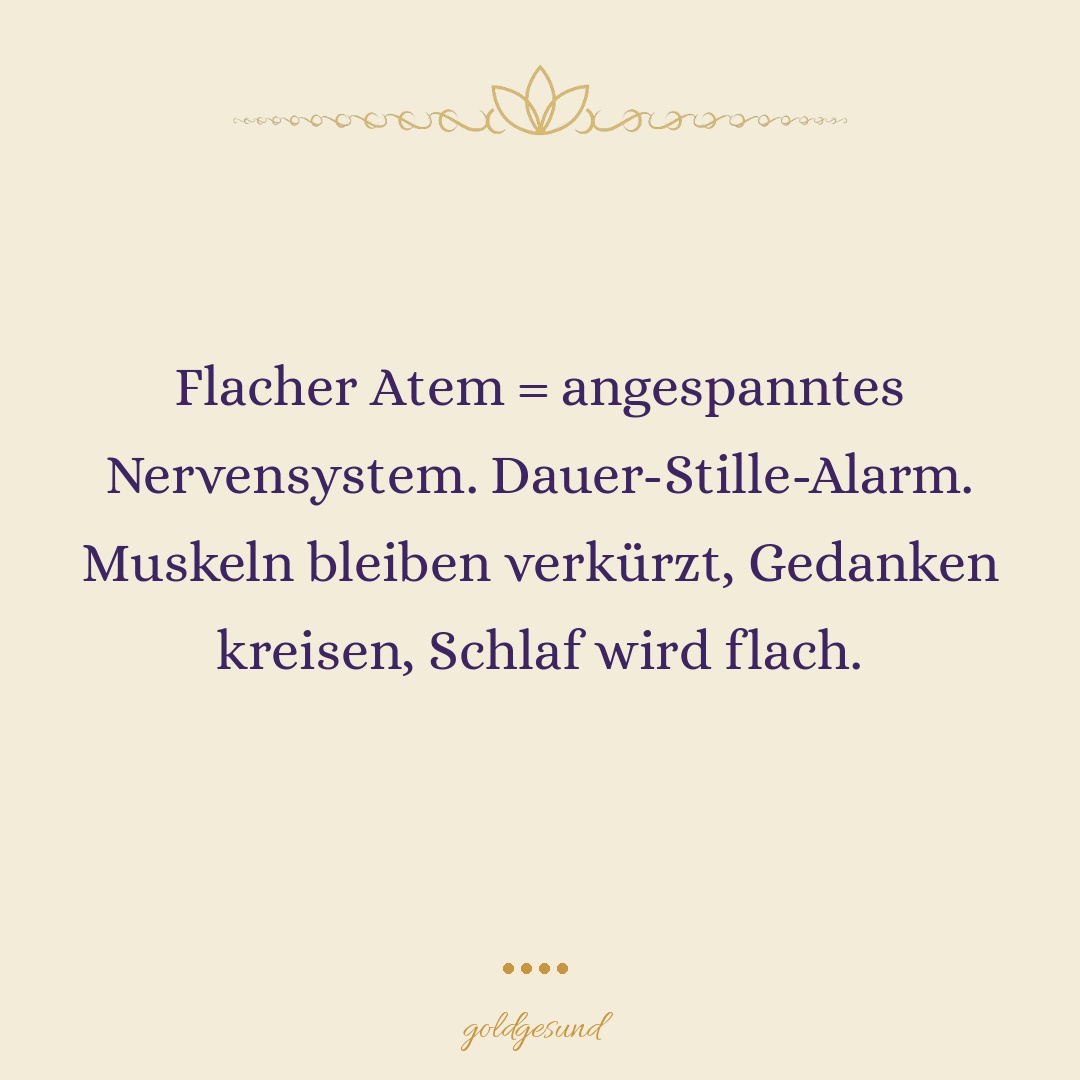 Flacher Atem = angespanntes
Nervensystem. Dauer-Stille-Alarm.
Muskeln bleiben verkürzt, Gedanken
kreisen, Schlaf wird flach.
goldgesund